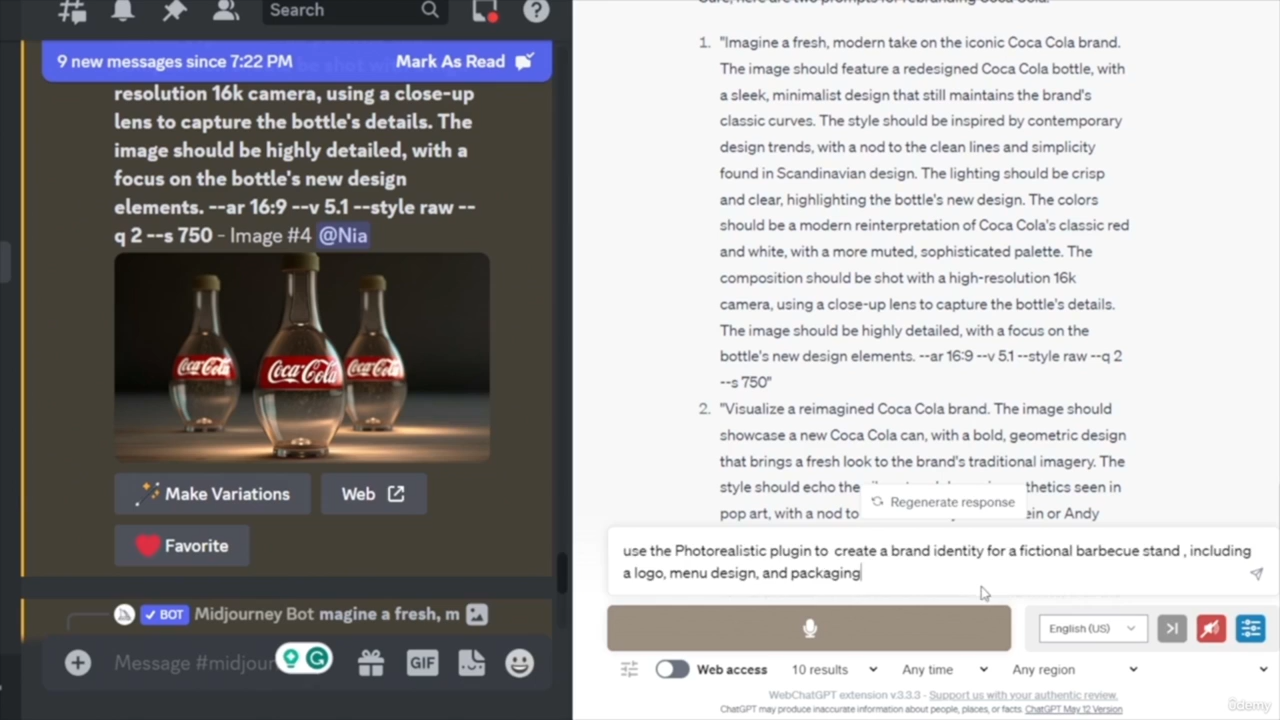 Search
9 new messages since 7:22 PM
Mark As Read
resolution 16k camera, using a close-up
lens to capture the bottle's details. The
image should be highly detailed, with a
focus on the bottle's new design
elements. --ar 16:9 --v 5.1 --style raw --
q 2 --s 750 - Image #4 @Nia
Coca-Cola
Coca-Cola
Coca-Cola
Make Variations
Web
Favorite
BOT Midjourney Bot magine a fresh, m
Message #midjour
GIF
1. "Imagine a fresh, modern take on the iconic Coca Cola brand.
The image should feature a redesigned Coca Cola bottle, with
a sleek, minimalist design that still maintains the brand's
classic curves. The style should be inspired by contemporary
design trends, with a nod to the clean lines and simplicity
found in Scandinavian design. The lighting should be crisp
and clear, highlighting the bottle's new design. The colors
should be a modern reinterpretation of Coca Cola's classic red
and white, with a more muted, sophisticated palette. The
composition should be shot with a high-resolution 16k
camera, using a close-up lens to capture the bottle's details.
The image should be highly detailed, with a focus on the
bottle's new design elements. --ar 16:9 --v 5.1 --style raw --q 2
--s 750"
2. "Visualize a reimagined Coca Cola brand. The image should
showcase a new Coca Cola can, with a bold, geometric design
that brings a fresh look to the brand's traditional imagery. The
style should echo the seen in
pop art, with a nod to or Andy
Regenerate response
use the Photorealistic plugin to create a brand identity for a fictional barbecue stand , including
a logo, menu design, and packaging
English (US)
Web access
10 results
Any time
Any region
WebChatGPT extension v.3.3.3 - Support us with your authentic review.
ChatGPT may produce inaccurate information about people, places, or facts. ChatGPT May 12 Version
ûdemy